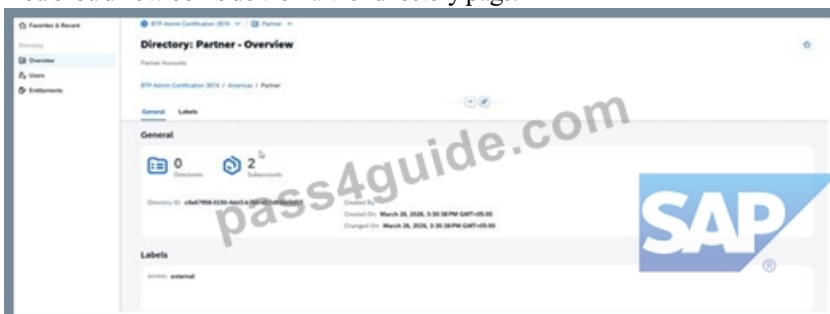 Favorites & Recent
BTP Admin Certification 3974 / Partner
Directory
Directory: Partner - Overview
Overview
Partner Accounts
Users
Entitlements
BTP Admin Certification 3974 / Americas / Partner
General Labels
General
0 Directories
2 Subaccounts
Directory ID:
Created By:
Created On: March 26, 2026, 3:30:38 PM GMT+05:00
Changed On: March 26, 2026, 3:30:38 PM GMT+05:00
Labels
access: external
pass4guide.com
SAP ®